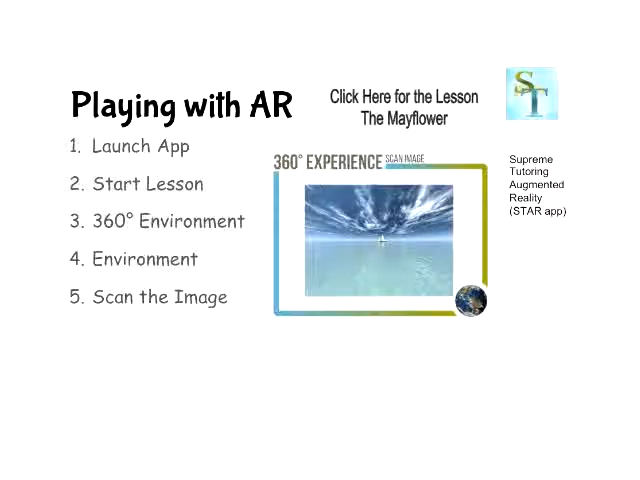 Playing with AR
1. Launch App
2. Start Lesson
3. 360° Environment
4. Environment
5. Scan the Image
Click Here for the Lesson
The Mayflower
360° EXPERIENCE SCAN IMAGE
ST
Supreme
Tutoring
Augmented
Reality
(STAR app)